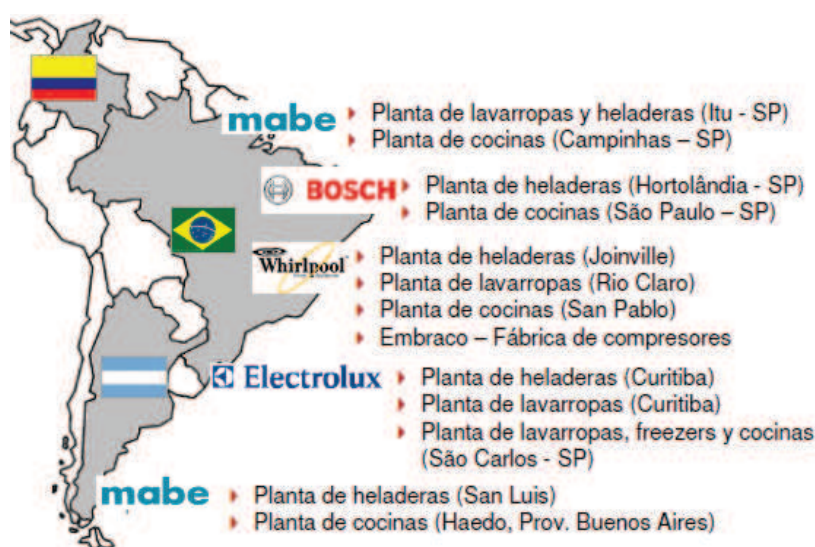 mabe
Planta de lavarropas y heladeras (Itu - SP)
Planta de cocinas (Campinhas – SP)
BOSCH
Planta de heladeras (Hortolândia - SP)
Planta de cocinas (São Paulo – SP)
Whirlpool
Planta de heladeras (Joinville)
Planta de lavarropas (Rio Claro)
Planta de cocinas (San Pablo)
Embraco – Fábrica de compresores
Electrolux
Planta de heladeras (Curitiba)
Planta de lavarropas (Curitiba)
Planta de lavarropas, freezers y cocinas
(São Carlos - SP)
mabe
Planta de heladeras (San Luis)
Planta de cocinas (Haedo, Prov. Buenos Aires)